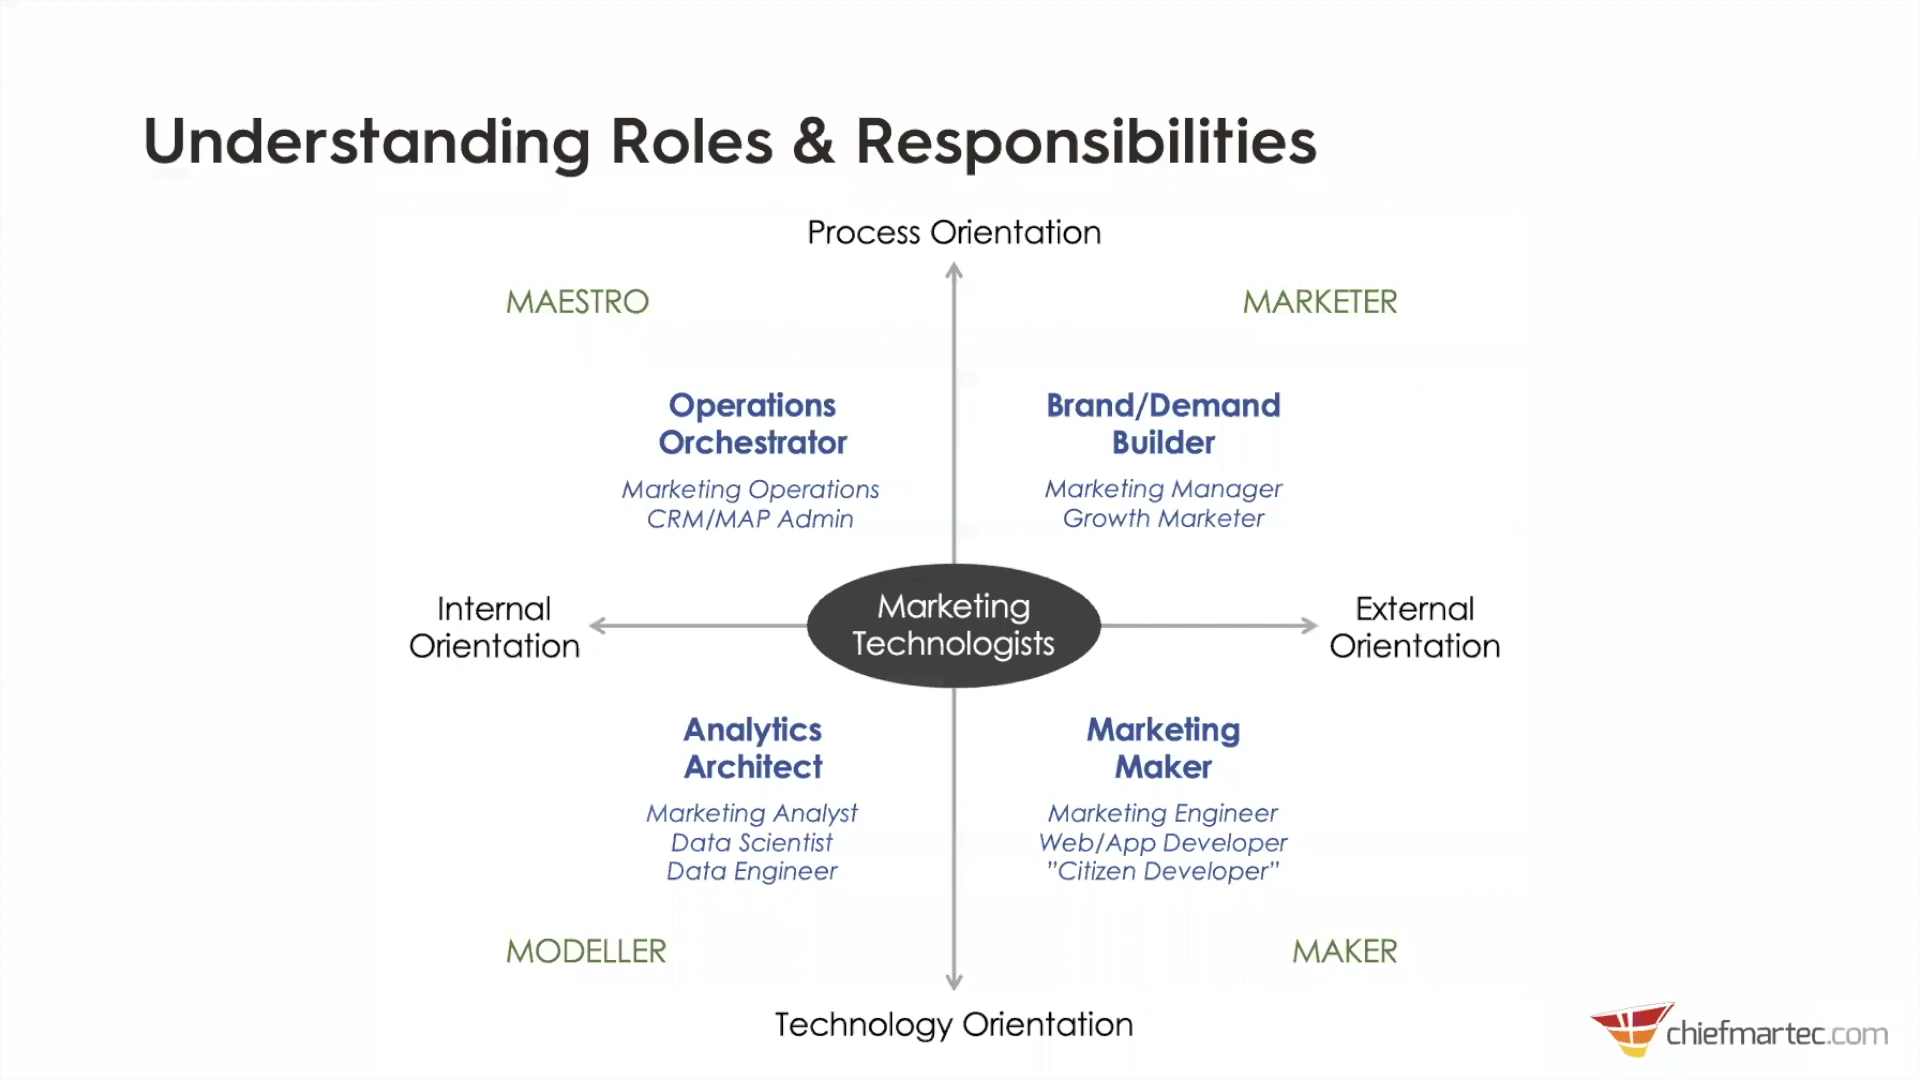 Understanding Roles & Responsibilities
Process Orientation
MAESTRO
MARKETER
Operations
Orchestrator
Marketing Operations
CRM/MAP Admin
Brand/Demand
Builder
Marketing Manager
Growth Marketer
Internal
Orientation
Marketing
Technologists
External
Orientation
Analytics
Architect
Marketing Analyst
Data Scientist
Data Engineer
Marketing
Maker
Marketing Engineer
Web/App Developer
”Citizen Developer”
MODELLER
MAKER
Technology Orientation
chiefmartec.com